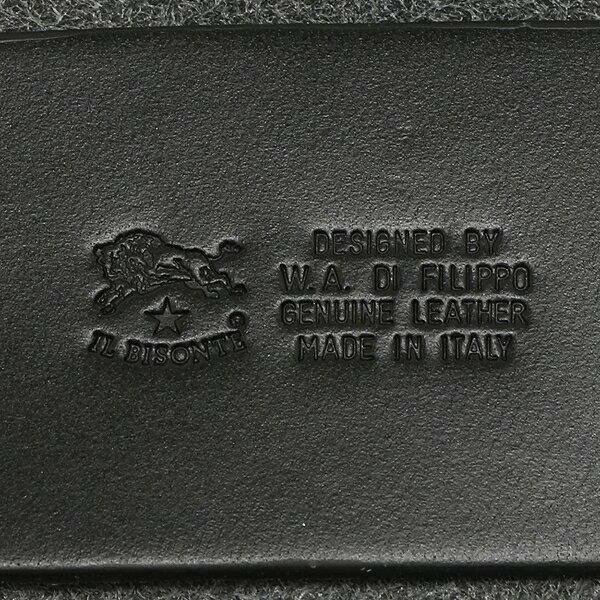 IL BISONTE
DESIGNED BY
W. A. DI FILIPPO
GENUINE LEATHER
MADE IN ITALY